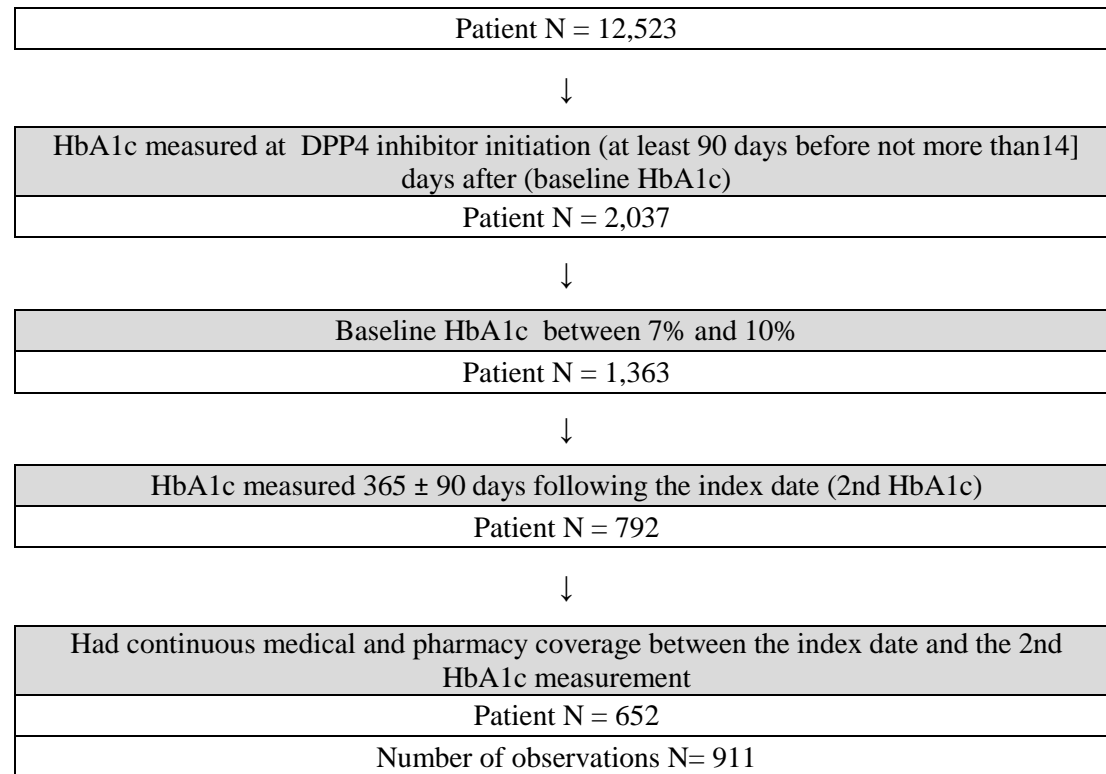 Patient N = 12,523
↓
HbA1c measured at  DPP4 inhibitor initiation (at least 90 days before not more than14]
days after (baseline HbA1c)
Patient N = 2,037
↓
Baseline HbA1c  between 7% and 10%
Patient N = 1,363
↓
HbA1c measured 365 ± 90 days following the index date (2nd HbA1c)
Patient N = 792
↓
Had continuous medical and pharmacy coverage between the index date and the 2nd
HbA1c measurement
Patient N = 652
Number of observations N= 911